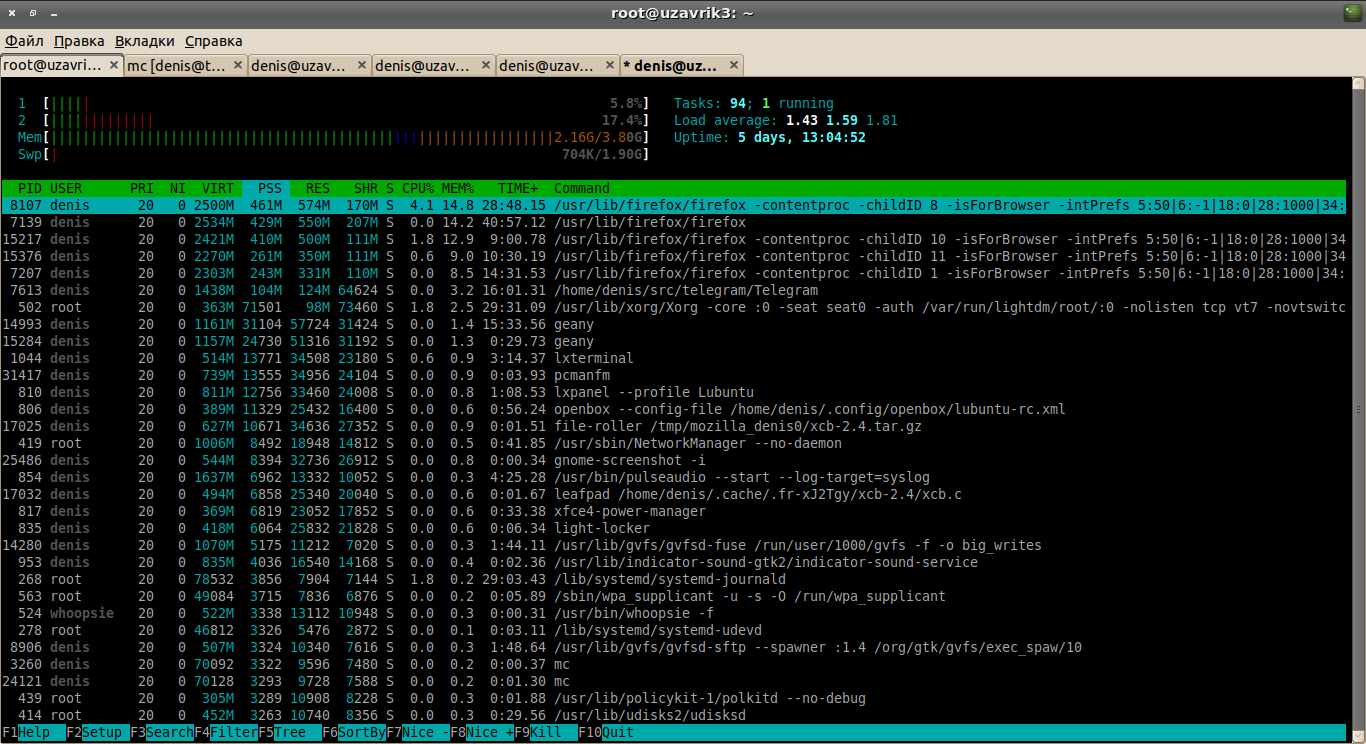 root@uzavrik3: ~
Файл Правка Вкладки Справка
root@uzavri... mc [denis@t... denis@uzav... denis@uzav... denis@uzav... * denis@uz...
1 [||||| 5.8%] Tasks: 94; 1 running
2 [||||||||||||| 17.4%] Load average: 1.43 1.59 1.81
Mem[2.16G/3.80G] Uptime: 5 days, 13:04:52
Swp[| 704K/1.90G]
PID USER PRI NI VIRT PSS RES SHR S CPU% MEM% TIME+ Command
8107 denis 20 0 2500M 461M 574M 170M S 4.1 14.8 28:48.15 /usr/lib/firefox/firefox -contentproc -childID 8 -isForBrowser -intPrefs 5:50|6:-1|18:0|28:1000|34:
7139 denis 20 0 2534M 429M 550M 207M S 0.0 14.2 40:57.12 /usr/lib/firefox/firefox
15217 denis 20 0 2421M 410M 500M 111M S 1.8 12.9 9:00.78 /usr/lib/firefox/firefox -contentproc -childID 10 -isForBrowser -intPrefs 5:50|6:-1|18:0|28:1000|34
15376 denis 20 0 2270M 261M 350M 111M S 0.6 9.0 10:30.19 /usr/lib/firefox/firefox -contentproc -childID 11 -isForBrowser -intPrefs 5:50|6:-1|18:0|28:1000|34
7207 denis 20 0 2303M 243M 331M 110M S 0.0 8.5 14:31.53 /usr/lib/firefox/firefox -contentproc -childID 1 -isForBrowser -intPrefs 5:50|6:-1|18:0|28:1000|34:
7613 denis 20 0 1438M 104M 124M 64624 S 0.0 3.2 16:01.31 /home/denis/src/telegram/Telegram
502 root 20 0 363M 71501 98M 73460 S 1.8 2.5 29:31.09 /usr/lib/xorg/Xorg -core :0 -seat seat0 -auth /var/run/lightdm/root/:0 -nolisten tcp vt7 -novtswitc
14993 denis 20 0 1161M 31104 57724 31424 S 0.0 1.4 15:33.56 geany
15284 denis 20 0 1157M 24730 51316 31192 S 0.0 1.3 0:29.73 geany
1044 denis 20 0 514M 13771 34508 23180 S 0.6 0.9 3:14.37 lxterminal
31417 denis 20 0 739M 13555 34956 24104 S 0.0 0.9 0:03.93 pcmanfm
810 denis 20 0 811M 12756 33460 24008 S 0.0 0.8 1:08.53 lxpanel --profile Lubuntu
806 denis 20 0 389M 11329 25432 16400 S 0.0 0.6 0:56.24 openbox --config-file /home/denis/.config/openbox/lubuntu-rc.xml
17025 denis 20 0 627M 10671 34636 27352 S 0.0 0.9 0:01.51 file-roller /tmp/mozilla_denis0/xcb-2.4.tar.gz
419 root 20 0 1006M 8492 18948 14812 S 0.0 0.5 0:41.85 /usr/sbin/NetworkManager --no-daemon
25486 denis 20 0 544M 8394 32736 26912 S 0.0 0.8 0:00.34 gnome-screenshot -i
854 denis 20 0 1637M 6962 13332 10052 S 0.0 0.3 4:25.28 /usr/bin/pulseaudio --start --log-target=syslog
17032 denis 20 0 494M 6858 25340 20040 S 0.0 0.6 0:01.67 leafpad /home/denis/.cache/.fr-xJ2Tgy/xcb-2.4/xcb.c
817 denis 20 0 369M 6819 23052 17852 S 0.0 0.6 0:33.38 xfce4-power-manager
835 denis 20 0 418M 6064 25832 21828 S 0.0 0.6 0:06.34 light-locker
14280 denis 20 0 1070M 5175 11212 7020 S 0.0 0.3 1:44.11 /usr/lib/gvfs/gvfsd-fuse /run/user/1000/gvfs -f -o big_writes
953 denis 20 0 835M 4036 16540 14168 S 0.0 0.4 0:02.36 /usr/lib/indicator-sound-gtk2/indicator-sound-service
268 root 20 0 78532 3856 7904 7144 S 1.8 0.2 29:03.43 /lib/systemd/systemd-journald
563 root 20 0 49084 3715 7836 6876 S 0.0 0.2 0:05.89 /sbin/wpa_supplicant -u -s -O /run/wpa_supplicant
524 whoopsie 20 0 522M 3338 13112 10948 S 0.0 0.3 0:00.31 /usr/bin/whoopsie -f
278 root 20 0 46812 3326 5476 2872 S 0.0 0.1 0:03.11 /lib/systemd/systemd-udevd
8906 denis 20 0 507M 3324 10340 7616 S 0.0 0.3 1:48.64 /usr/lib/gvfs/gvfsd-sftp --spawner :1.4 /org/gtk/gvfs/exec_spaw/10
3260 denis 20 0 70092 3322 9596 7480 S 0.0 0.2 0:00.37 mc
24121 denis 20 0 70128 3293 9728 7588 S 0.0 0.2 0:01.30 mc
439 root 20 0 305M 3289 10908 8228 S 0.0 0.3 0:01.88 /usr/lib/policykit-1/polkitd --no-debug
414 root 20 0 452M 3263 10740 8356 S 0.0 0.3 0:29.56 /usr/lib/udisks2/udisksd
F1Help F2Setup F3SearchF4FilterF5Tree F6SortByF7Nice -F8Nice +F9Kill F10Quit